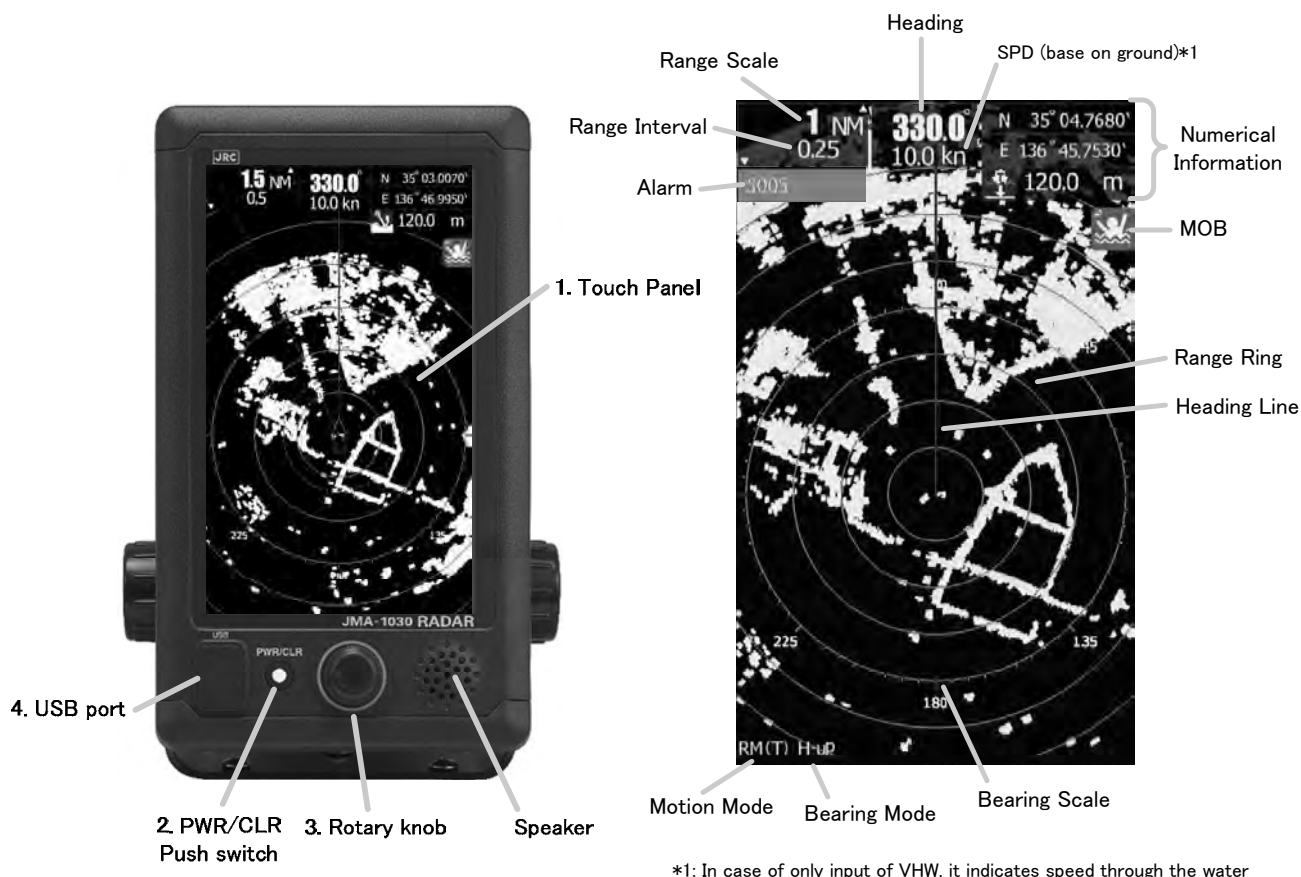 Heading
SPD (base on ground)*1
Range Scale
Range Interval
Alarm
1 NM
0.25
330.0°
10.0 kn
N 35° 04.7680'
E 136° 45.7530'
120.0 m
Numerical
Information
MOB
45
Range Ring
Heading Line
225
135
180
RM(T) H-up
Motion Mode
Bearing Mode
Bearing Scale
*1: In case of only input of VHW, it indicates speed through the water
JRC
1.5 NM
0.5
330.0°
10.0 kn
N 35° 03.0070'
E 136° 46.9950'
120.0 m
1. Touch Panel
225
135
JMA-1030 RADAR
USB
PWR/CLR
4. USB port
2. PWR/CLR
Push switch
3. Rotary knob
Speaker